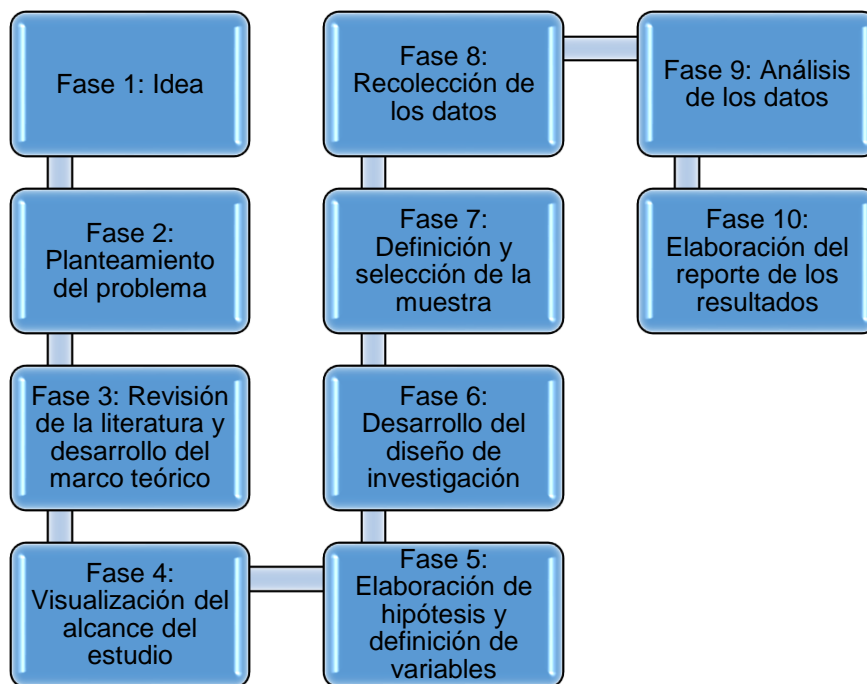 Fase 1: Idea
Fase 2:
Planteamiento
del problema
Fase 3: Revisión
de la literatura y
desarrollo del
marco teórico
Fase 4:
Visualización del
alcance del
estudio
Fase 5:
Elaboración de
hipótesis y
definición de
variables
Fase 6:
Desarrollo del
diseño de
investigación
Fase 7:
Definición y
selección de la
muestra
Fase 8:
Recolección de
los datos
Fase 9: Análisis
de los datos
Fase 10:
Elaboración del
reporte de los
resultados